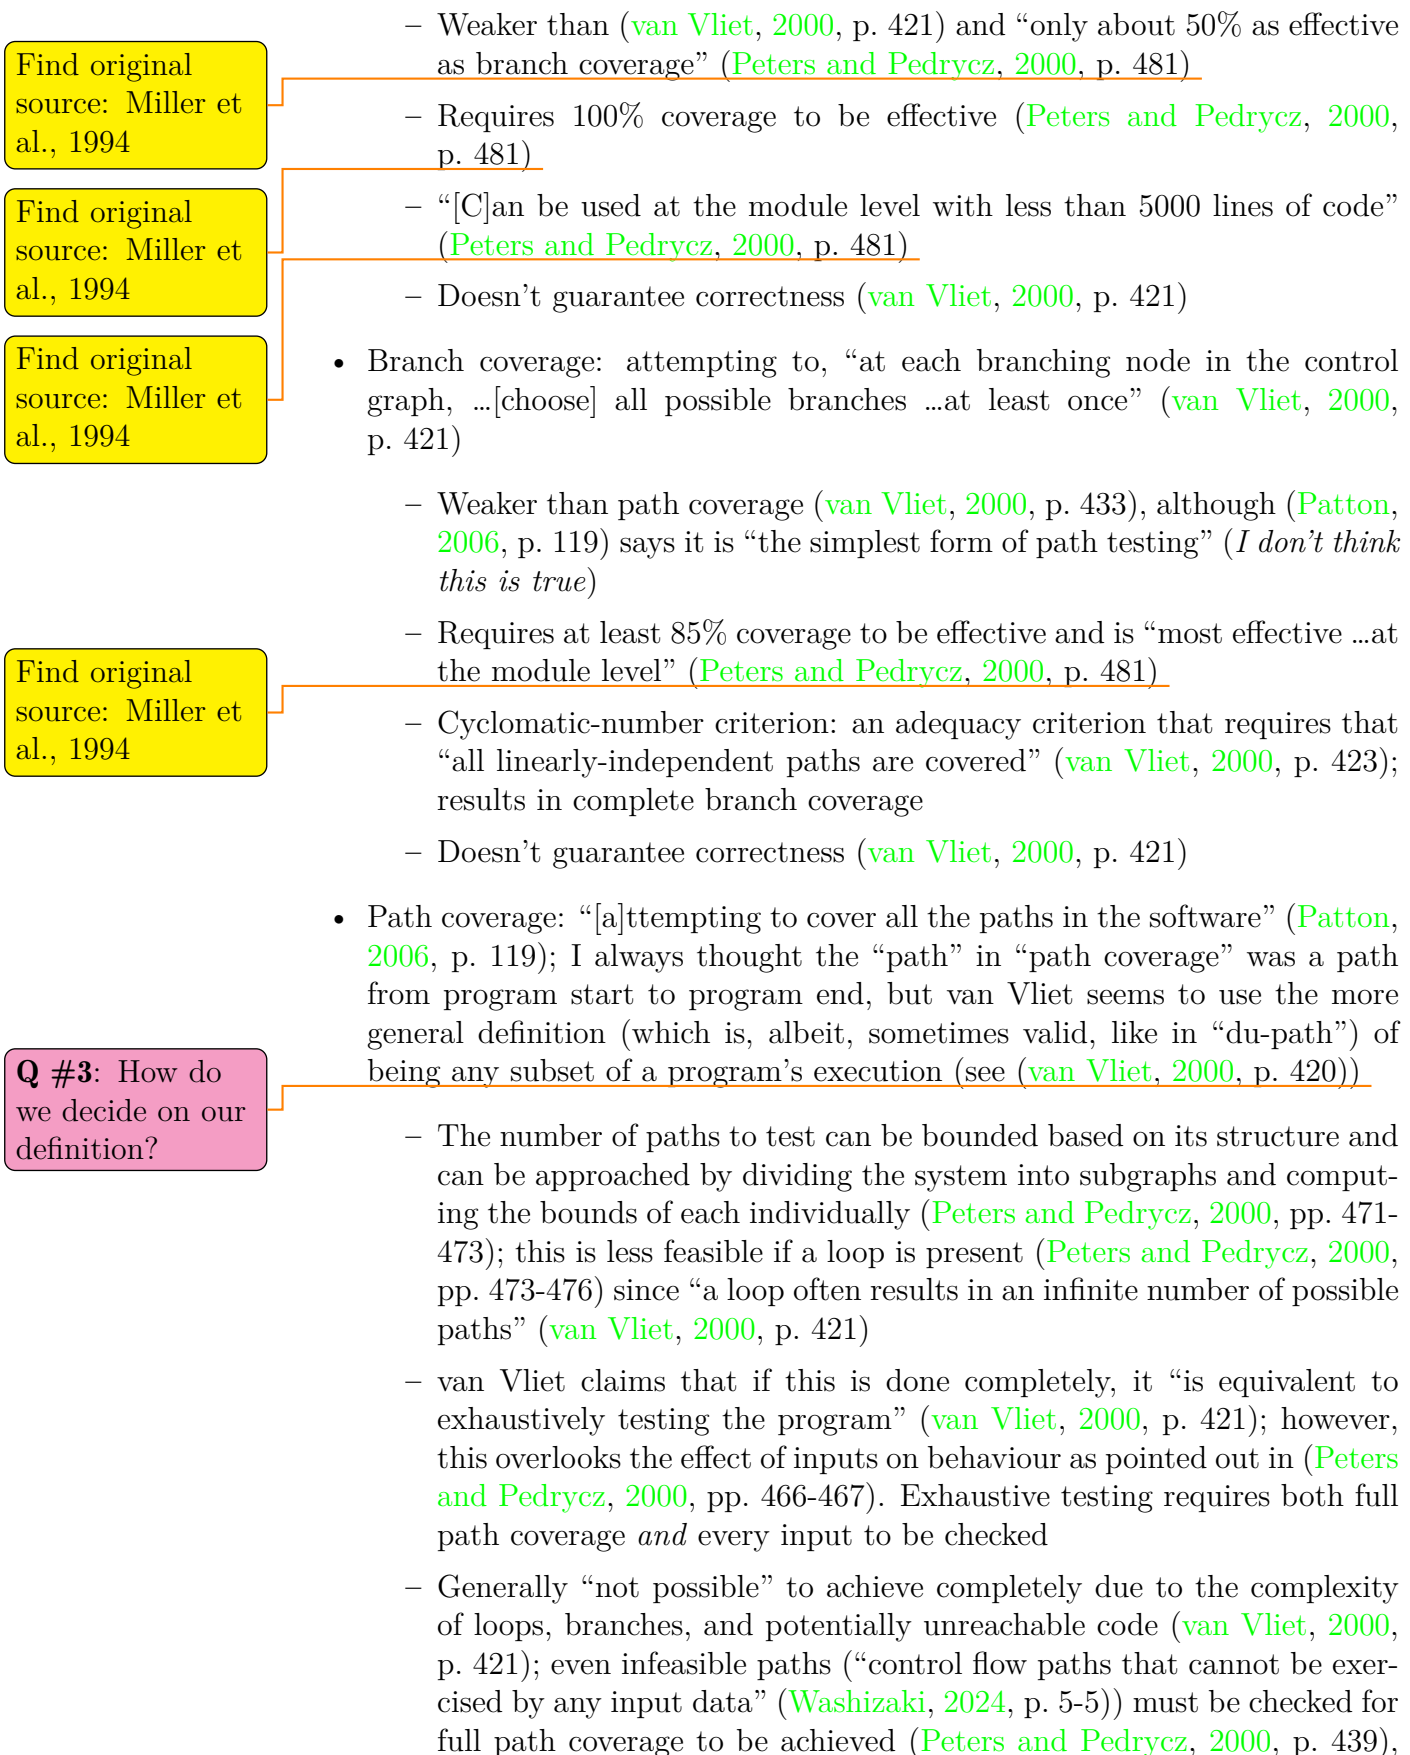 – Weaker than (van Vliet, 2000, p. 421) and “only about 50% as effective
as branch coverage” (Peters and Pedrycz, 2000, p. 481)
Find original
source: Miller et
al., 1994
– Requires 100% coverage to be effective (Peters and Pedrycz, 2000,
p. 481)
Find original
source: Miller et
al., 1994
– “[C]an be used at the module level with less than 5000 lines of code”
(Peters and Pedrycz, 2000, p. 481)
Find original
source: Miller et
al., 1994
– Doesn’t guarantee correctness (van Vliet, 2000, p. 421)
• Branch coverage: attempting to, “at each branching node in the control
graph, …[choose] all possible branches …at least once” (van Vliet, 2000,
p. 421)
– Weaker than path coverage (van Vliet, 2000, p. 433), although (Patton,
2006, p. 119) says it is “the simplest form of path testing” (I don’t think
this is true)
– Requires at least 85% coverage to be effective and is “most effective …at
the module level” (Peters and Pedrycz, 2000, p. 481)
Find original
source: Miller et
al., 1994
– Cyclomatic-number criterion: an adequacy criterion that requires that
“all linearly-independent paths are covered” (van Vliet, 2000, p. 423);
results in complete branch coverage
– Doesn’t guarantee correctness (van Vliet, 2000, p. 421)
• Path coverage: “[a]ttempting to cover all the paths in the software” (Patton,
2006, p. 119); I always thought the “path” in “path coverage” was a path
from program start to program end, but van Vliet seems to use the more
general definition (which is, albeit, sometimes valid, like in “du-path”) of
being any subset of a program’s execution (see (van Vliet, 2000, p. 420))
Q #3: How do
we decide on our
definition?
– The number of paths to test can be bounded based on its structure and
can be approached by dividing the system into subgraphs and comput-
ing the bounds of each individually (Peters and Pedrycz, 2000, pp. 471-
473); this is less feasible if a loop is present (Peters and Pedrycz, 2000,
pp. 473-476) since “a loop often results in an infinite number of possible
paths” (van Vliet, 2000, p. 421)
– van Vliet claims that if this is done completely, it “is equivalent to
exhaustively testing the program” (van Vliet, 2000, p. 421); however,
this overlooks the effect of inputs on behaviour as pointed out in (Peters
and Pedrycz, 2000, pp. 466-467). Exhaustive testing requires both full
path coverage and every input to be checked
– Generally “not possible” to achieve completely due to the complexity
of loops, branches, and potentially unreachable code (van Vliet, 2000,
p. 421); even infeasible paths (“control flow paths that cannot be exer-
cised by any input data” (Washizaki, 2024, p. 5-5)) must be checked for
full path coverage to be achieved (Peters and Pedrycz, 2000, p. 439),